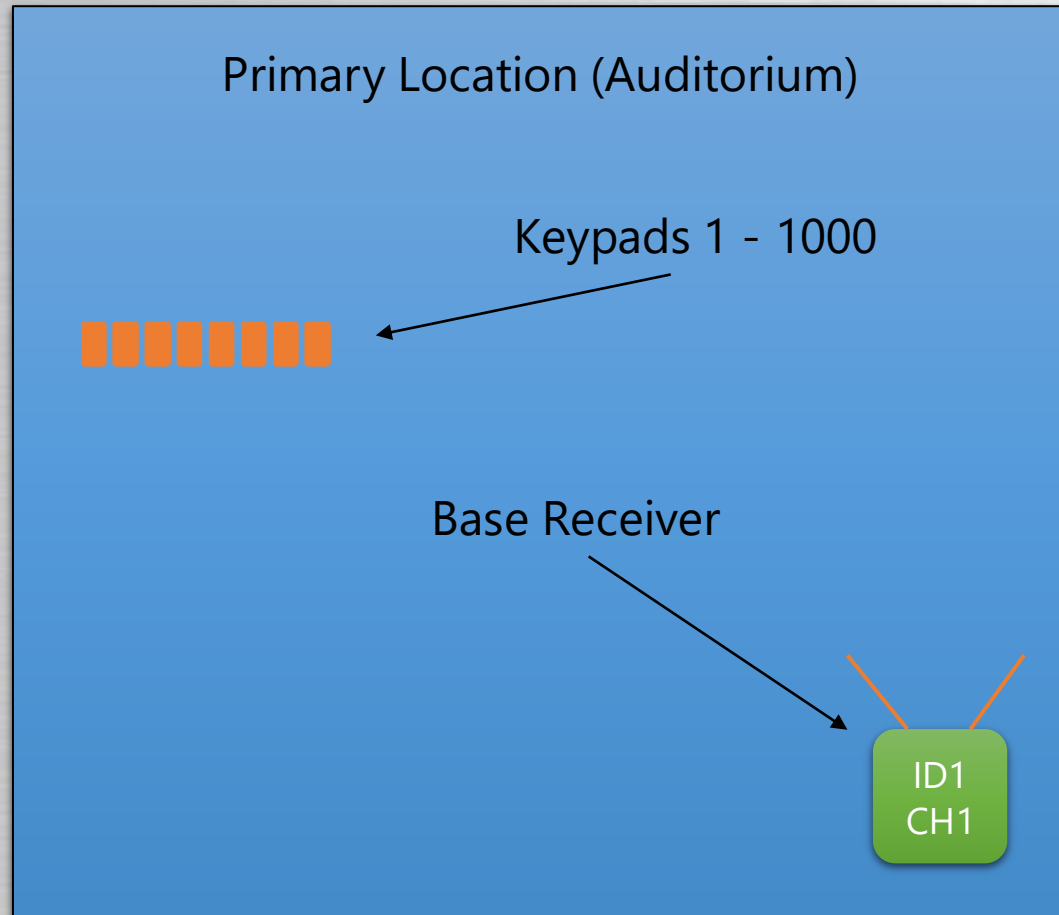 Primary Location (Auditorium)
Keypads 1 - 1000
Base Receiver
ID1
CH1